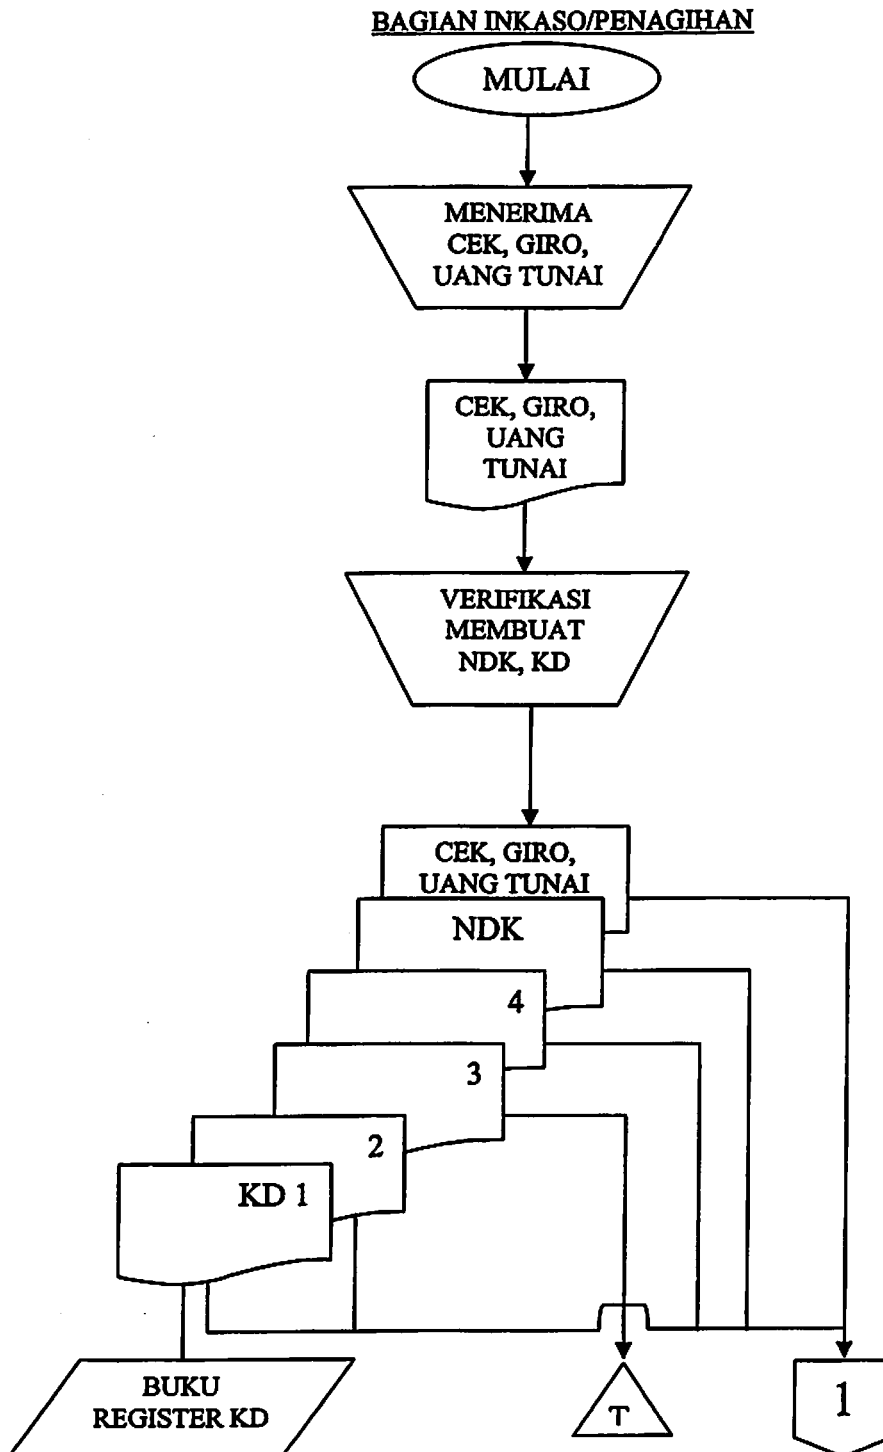 BAGIAN INKASO/PENAGIHAN
MULAI
MENERIMA
CEK, GIRO,
UANG TUNAI
CEK, GIRO,
UANG
TUNAI
VERIFIKASI
MEMBUAT
NDK, KD
CEK, GIRO,
UANG TUNAI
NDK
4
3
2
KD 1
BUKU
REGISTER KD
T
1